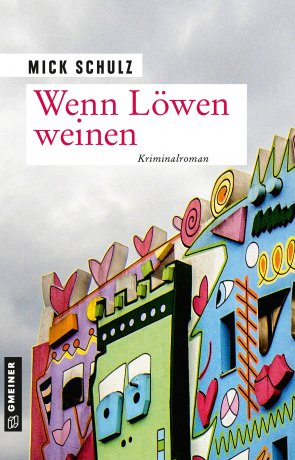 MICK SCHULZ
Wenn Löwen
weinen
Kriminalroman
GMEINER